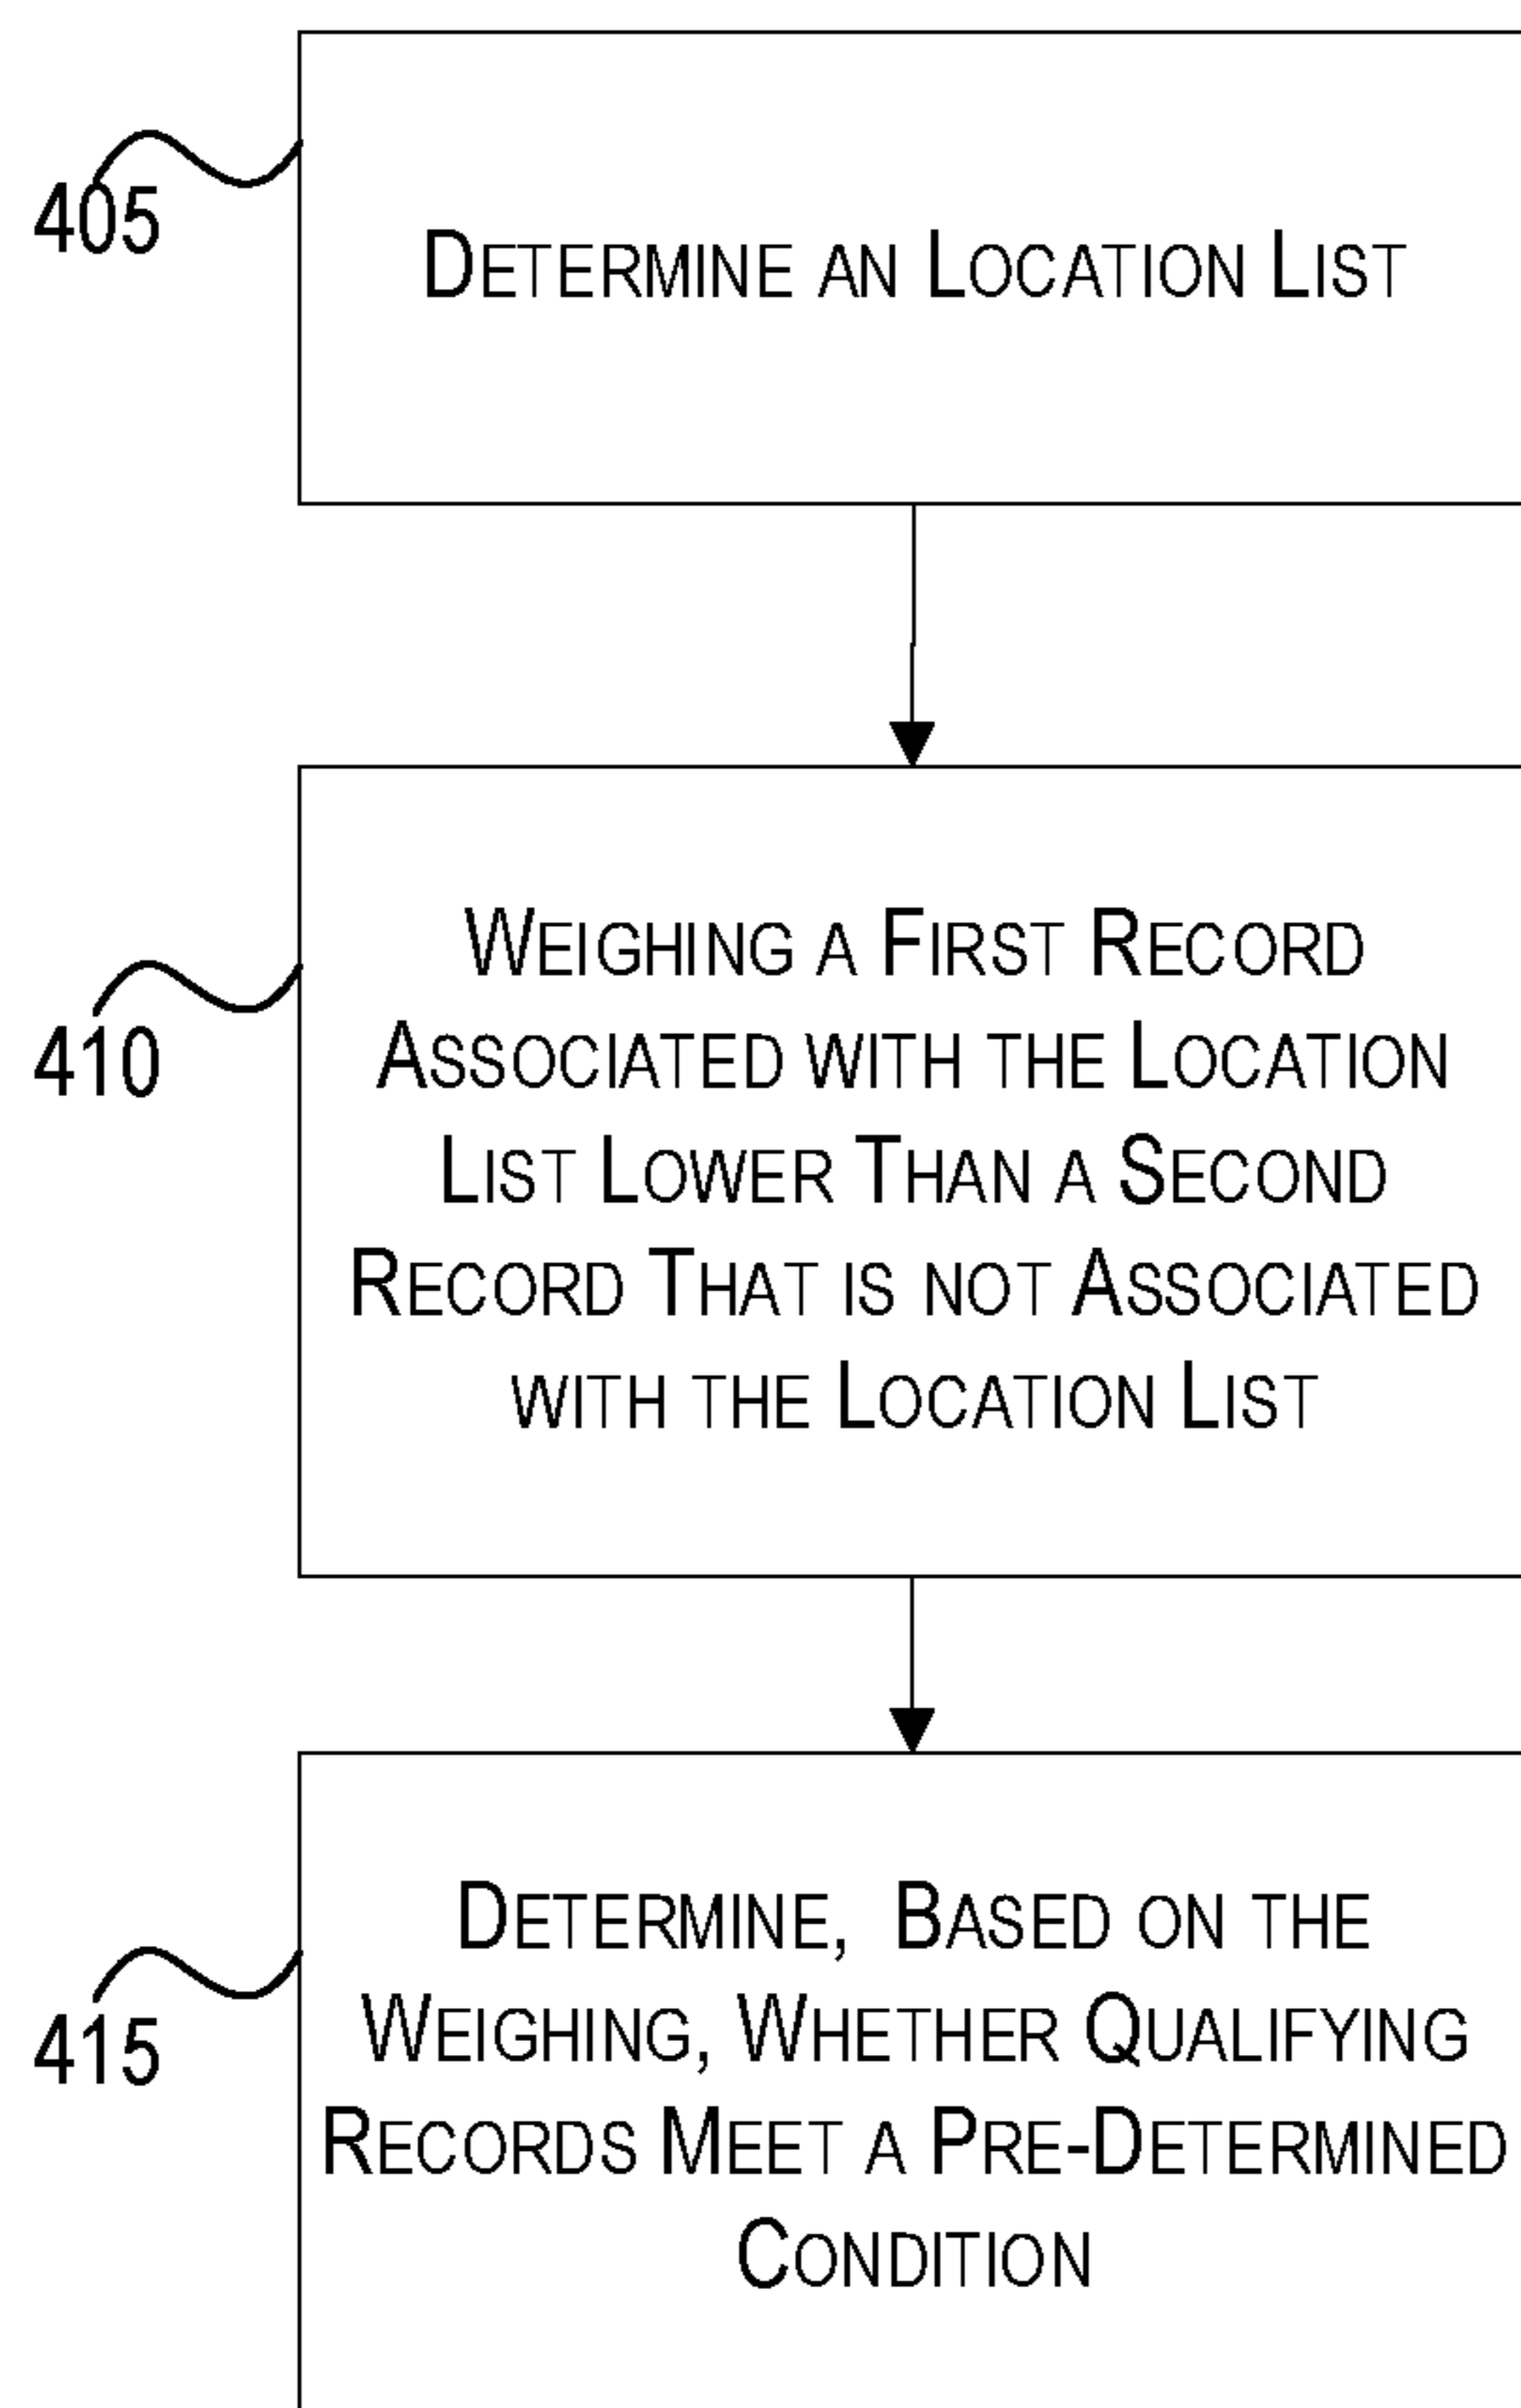 405
Determine an Location List
410
Weighing a First Record
Associated with the Location
List Lower Than a Second
Record That is not Associated
with the Location List
415
Determine, Based on the
Weighing, Whether Qualifying
Records Meet a Pre-Determined
Condition